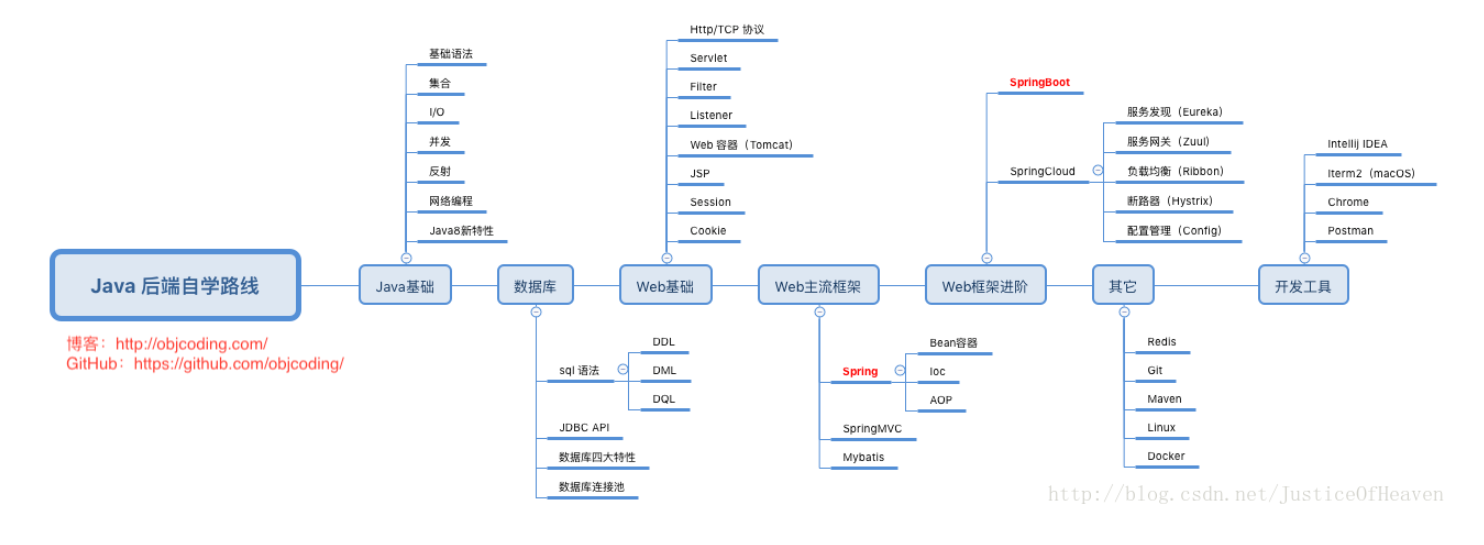 Java 后端自学路线
博客：http://objcoding.com/
GitHub：https://github.com/objcoding/
Java基础
基础语法
集合
I/O
并发
反射
网络编程
Java8新特性
数据库
sql 语法
DDL
DML
DQL
JDBC API
数据库四大特性
数据库连接池
Web基础
Http/TCP 协议
Servlet
Filter
Listener
Web 容器（Tomcat）
JSP
Session
Cookie
Web主流框架
Spring
Bean容器
Ioc
AOP
SpringMVC
Mybatis
Web框架进阶
SpringBoot
SpringCloud
服务发现（Eureka）
服务网关（Zuul）
负载均衡（Ribbon）
断路器（Hystrix）
配置管理（Config）
其它
Redis
Git
Maven
Linux
Docker
开发工具
Intellij IDEA
Iterm2（macOS）
Chrome
Postman
http://blog.csdn.net/JusticeOfHeaven